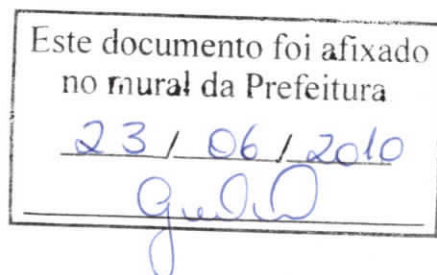 Este documento foi afixado
no mural da Prefeitura
23 / 06 / 2010